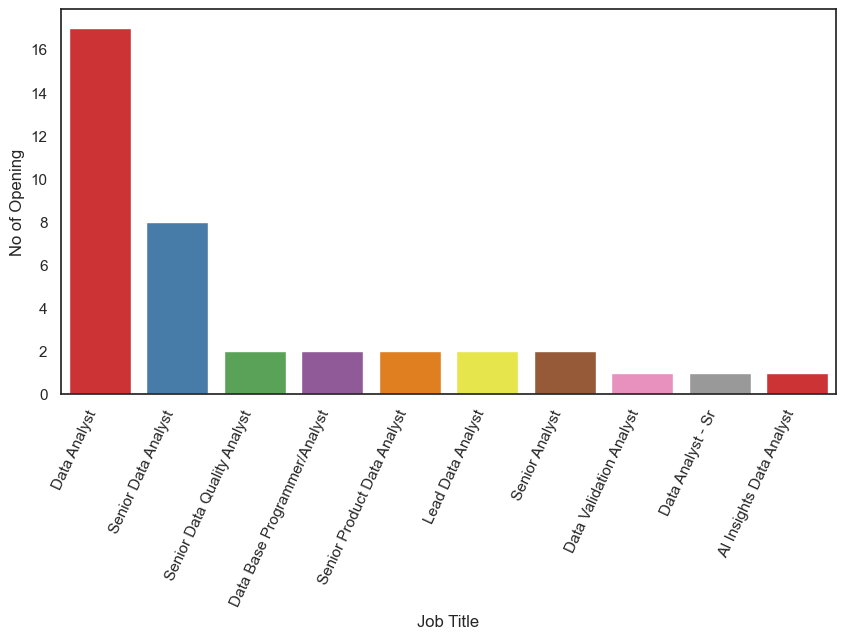 16
14
12
10
8
6
4
2
0
No of Opening
Data Analyst
Senior Data Analyst
Senior Data Quality Analyst
Data Base Programmer/Analyst
Senior Product Data Analyst
Lead Data Analyst
Senior Analyst
Data Validation Analyst
Data Analyst - Sr
AI Insights Data Analyst
Job Title